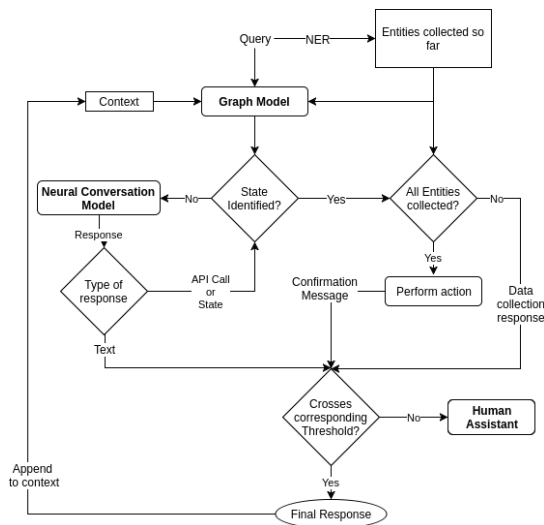 Query
NER
Entities collected so
far
Context
Graph Model
Neural Conversation
Model
No
State
Identified?
Yes
All Entities
collected?
No
Response
Yes
Type of
response
API Call
or
State
Confirmation
Message
Perform action
Data
collection
response
Text
Crosses
corresponding
Threshold?
No
Human
Assistant
Append
to context
Yes
Final Response